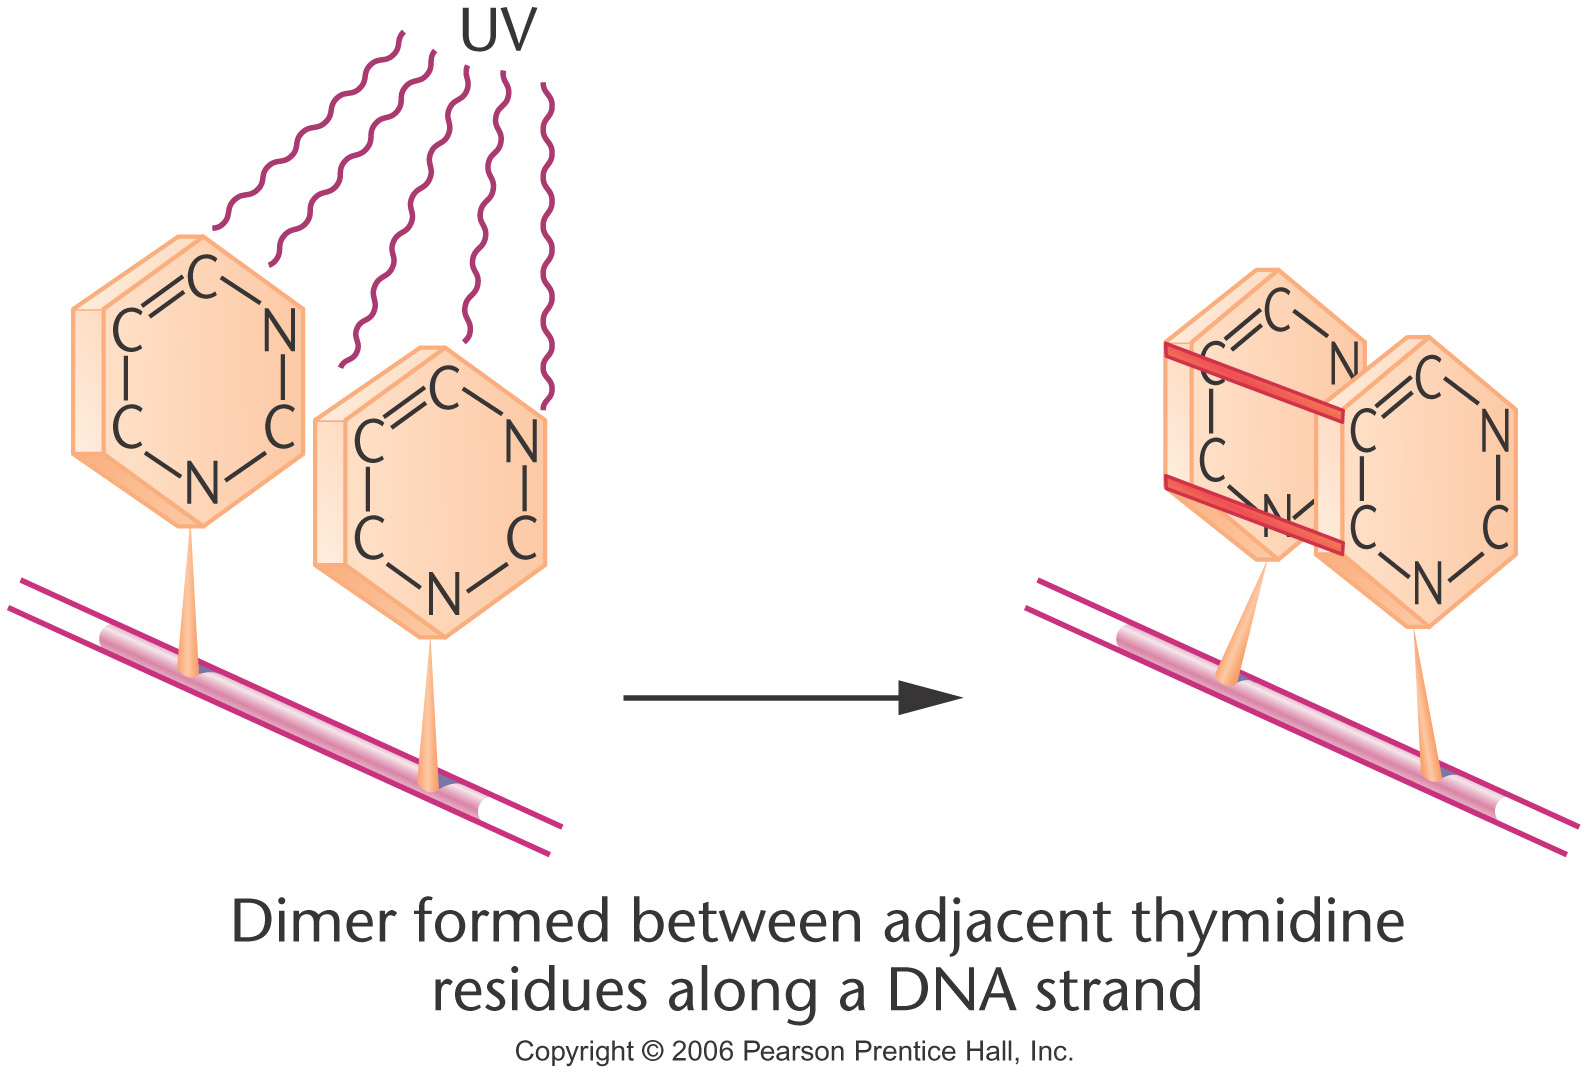 UV
C
C
N
C
C
N
C
C
N
C
C
N
C
C
N
C
N
C
C
N
C
C
N
Dimer formed between adjacent thymidine
residues along a DNA strand
Copyright © 2006 Pearson Prentice Hall, Inc.